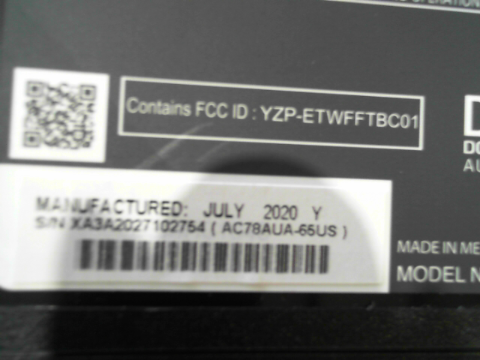 Contains FCC ID : YZP-ETWFFTBC01
MANUFACTURED: JULY 2020 Y
S/N XA3A2027102754 ( AC78AUA-65US )
MADE IN ME
MODEL N